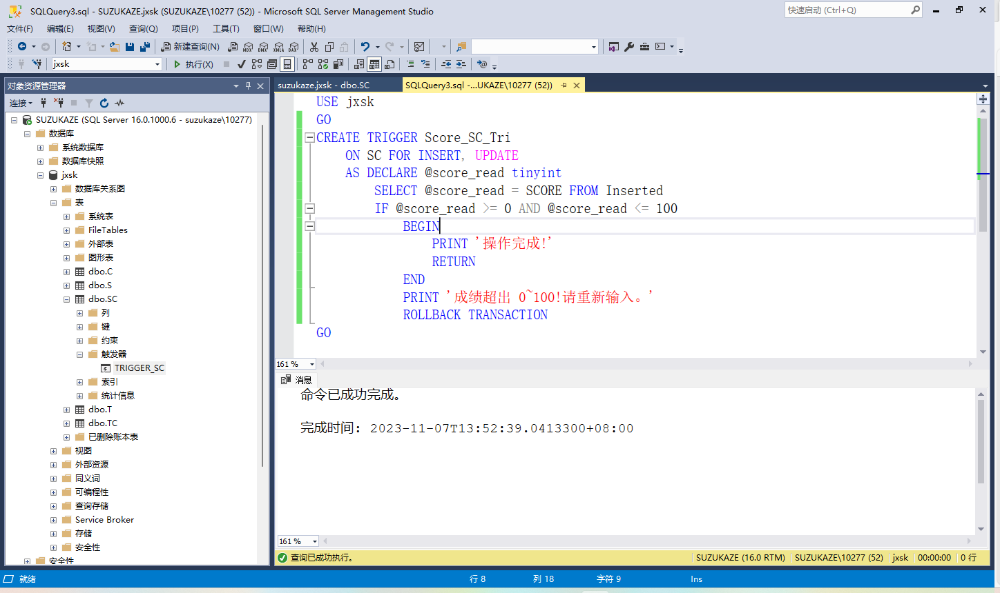 SQLQuery3.sql - SUZUKAZE.jxsk (SUZUKAZE\10277 (52)) - Microsoft SQL Server Management Studio
快速启动 (Ctrl+Q)
文件(F) 编辑(E) 视图(V) 查询(Q) 项目(P) 工具(T) 窗口(W) 帮助(H)
新建查询(N)
MDX DMX XMLA DAX
jxsk
执行(X)
对象资源管理器
连接
SUZUKAZE (SQL Server 16.0.1000.6 - suzukaze\10277)
数据库
系统数据库
数据库快照
jxsk
数据库关系图
表
系统表
FileTables
外部表
图形表
dbo.C
dbo.S
dbo.SC
列
键
约束
触发器
TRIGGER_SC
索引
统计信息
dbo.T
dbo.TC
已删除账本表
视图
外部资源
同义词
可编程性
查询存储
Service Broker
存储
安全性
安全性
suzukaze.jxsk - dbo.SC
SQLQuery3.sql -...UKAZE\10277 (52))
USE jxsk
GO
CREATE TRIGGER Score_SC_Tri
ON SC FOR INSERT, UPDATE
AS DECLARE @score_read tinyint
SELECT @score_read = SCORE FROM Inserted
IF @score_read >= 0 AND @score_read <= 100
BEGIN
PRINT '操作完成!'
RETURN
END
PRINT '成绩超出 0~100!请重新输入。'
ROLLBACK TRANSACTION
GO
161 %
消息
命令已成功完成。
完成时间: 2023-11-07T13:52:39.0413300+08:00
161 %
查询已成功执行。
SUZUKAZE (16.0 RTM) SUZUKAZE\10277 (52) jxsk 00:00:00 0 行
就绪
行 8 列 18 字符 9 Ins